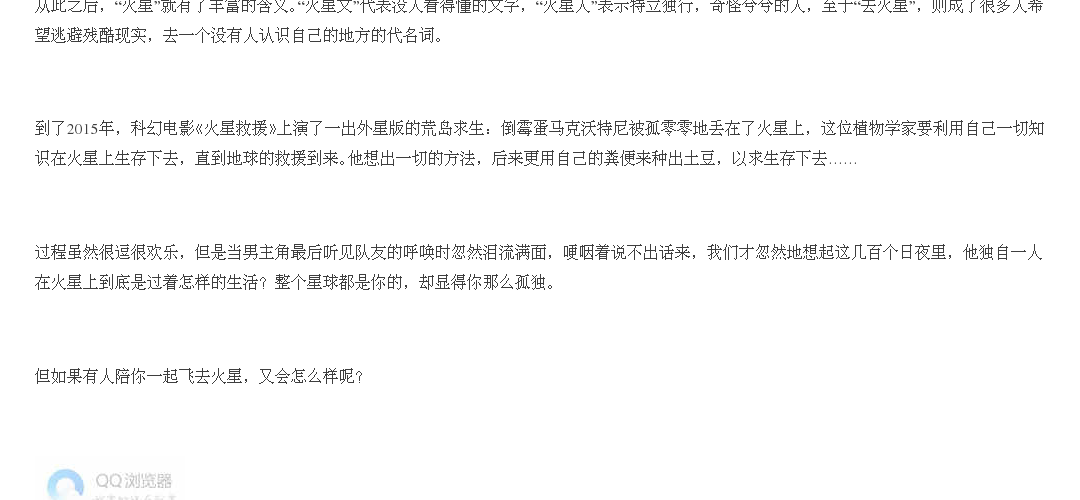 从此之后，“火星”就有了丰富的含义。“火星文”代表没人看得懂的文字，“火星人”表示特立独行，奇怪兮兮的人，至于“去火星”，则成了很多人希
望逃避残酷现实，去一个没有人认识自己的地方的代名词。
到了2015年，科幻电影《火星救援》上演了一出外星版的荒岛求生：倒霉蛋马克沃特尼被孤零零地丢在了火星上，这位植物学家要利用自己一切知
识在火星上生存下去，直到地球的救援到来。他想出一切的方法，后来更用自己的粪便来种出土豆，以求生存下去……
过程虽然很逗很欢乐，但是当男主角最后听见队友的呼唤时忽然泪流满面，哽咽着说不出话来，我们才忽然地想起这几百个日夜里，他独自一人
在火星上到底是过着怎样的生活？整个星球都是你的，却显得你那么孤独。
但如果有人陪你一起飞去火星，又会怎么样呢？
QQ浏览器